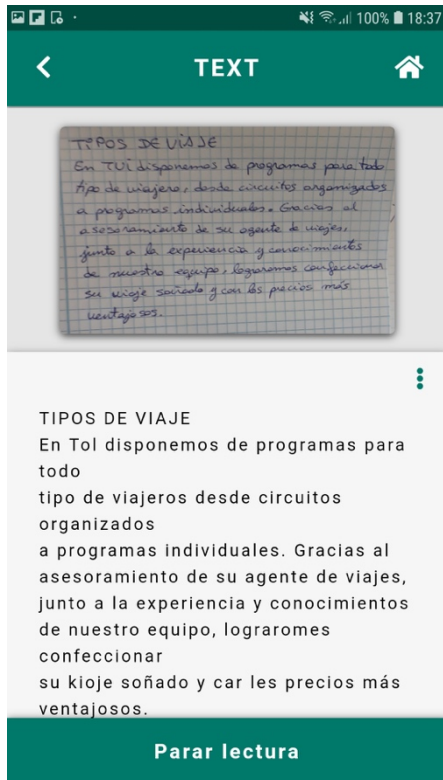 100% 18:37
TEXT
TIPOS DE VIAJE
En TUI disponemos de programas para todo
tipo de viajero, desde circuitos organizados
a programas individuales. Gracias al
asesoramiento de su agente de viajes,
junto a la experiencia y conocimientos
de nuestro equipo, lograromos confeccionar
su viaje soñado y con los precios más
ventajosos.
TIPOS DE VIAJE
En Tol disponemos de programas para
todo
tipo de viajeros desde circuitos
organizados
a programas individuales. Gracias al
asesoramiento de su agente de viajes,
junto a la experiencia y conocimientos
de nuestro equipo, lograromes
confeccionar
su kioje soñado y car les precios más
ventajosos.
Parar lectura